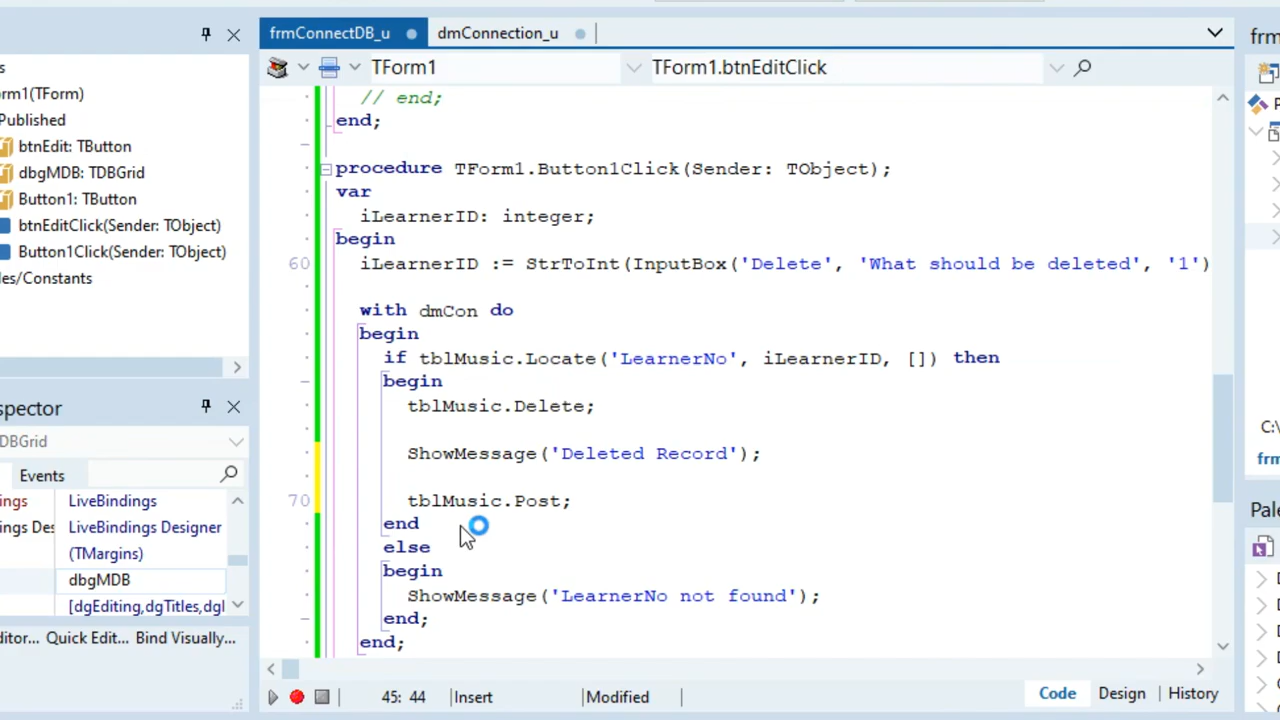 frmConnectDB_u
dmConnection_u
TForm1
TForm1.btnEditClick
frm
s
rm1(TForm)
Published
btnEdit: TButton
dbgMDB: TDBGrid
Button1: TButton
btnEditClick(Sender: TObject)
Button1Click(Sender: TObject)
es/Constants
// end;
end;
procedure TForm1.Button1Click(Sender: TObject);
var
iLearnerID: integer;
begin
60 iLearnerID := StrToInt(InputBox('Delete', 'What should be deleted', '1')
with dmCon do
begin
if tblMusic.Locate('LearnerNo', iLearnerID, []) then
begin
tblMusic.Delete;
ShowMessage('Deleted Record');
70 tblMusic.Post;
end
else
begin
ShowMessage('LearnerNo not found');
end;
end;
spector
DBGrid
Events
ings LiveBindings
ings Des LiveBindings Designer
(TMargins)
dbgMDB
[dgEditing,dgTitles,dgI
ditor... Quick Edit... Bind Visually...
45: 44 Insert Modified
Code Design History
P
C:\
frm
Pale